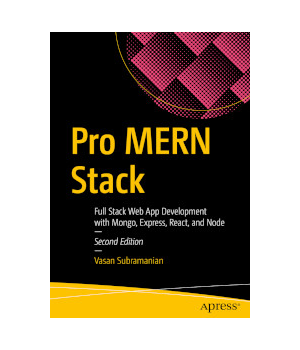 Pro MERN
Stack
Full Stack Web App Development
with Mongo, Express, React, and Node
—
Second Edition
—
Vasan Subramanian
Apress®